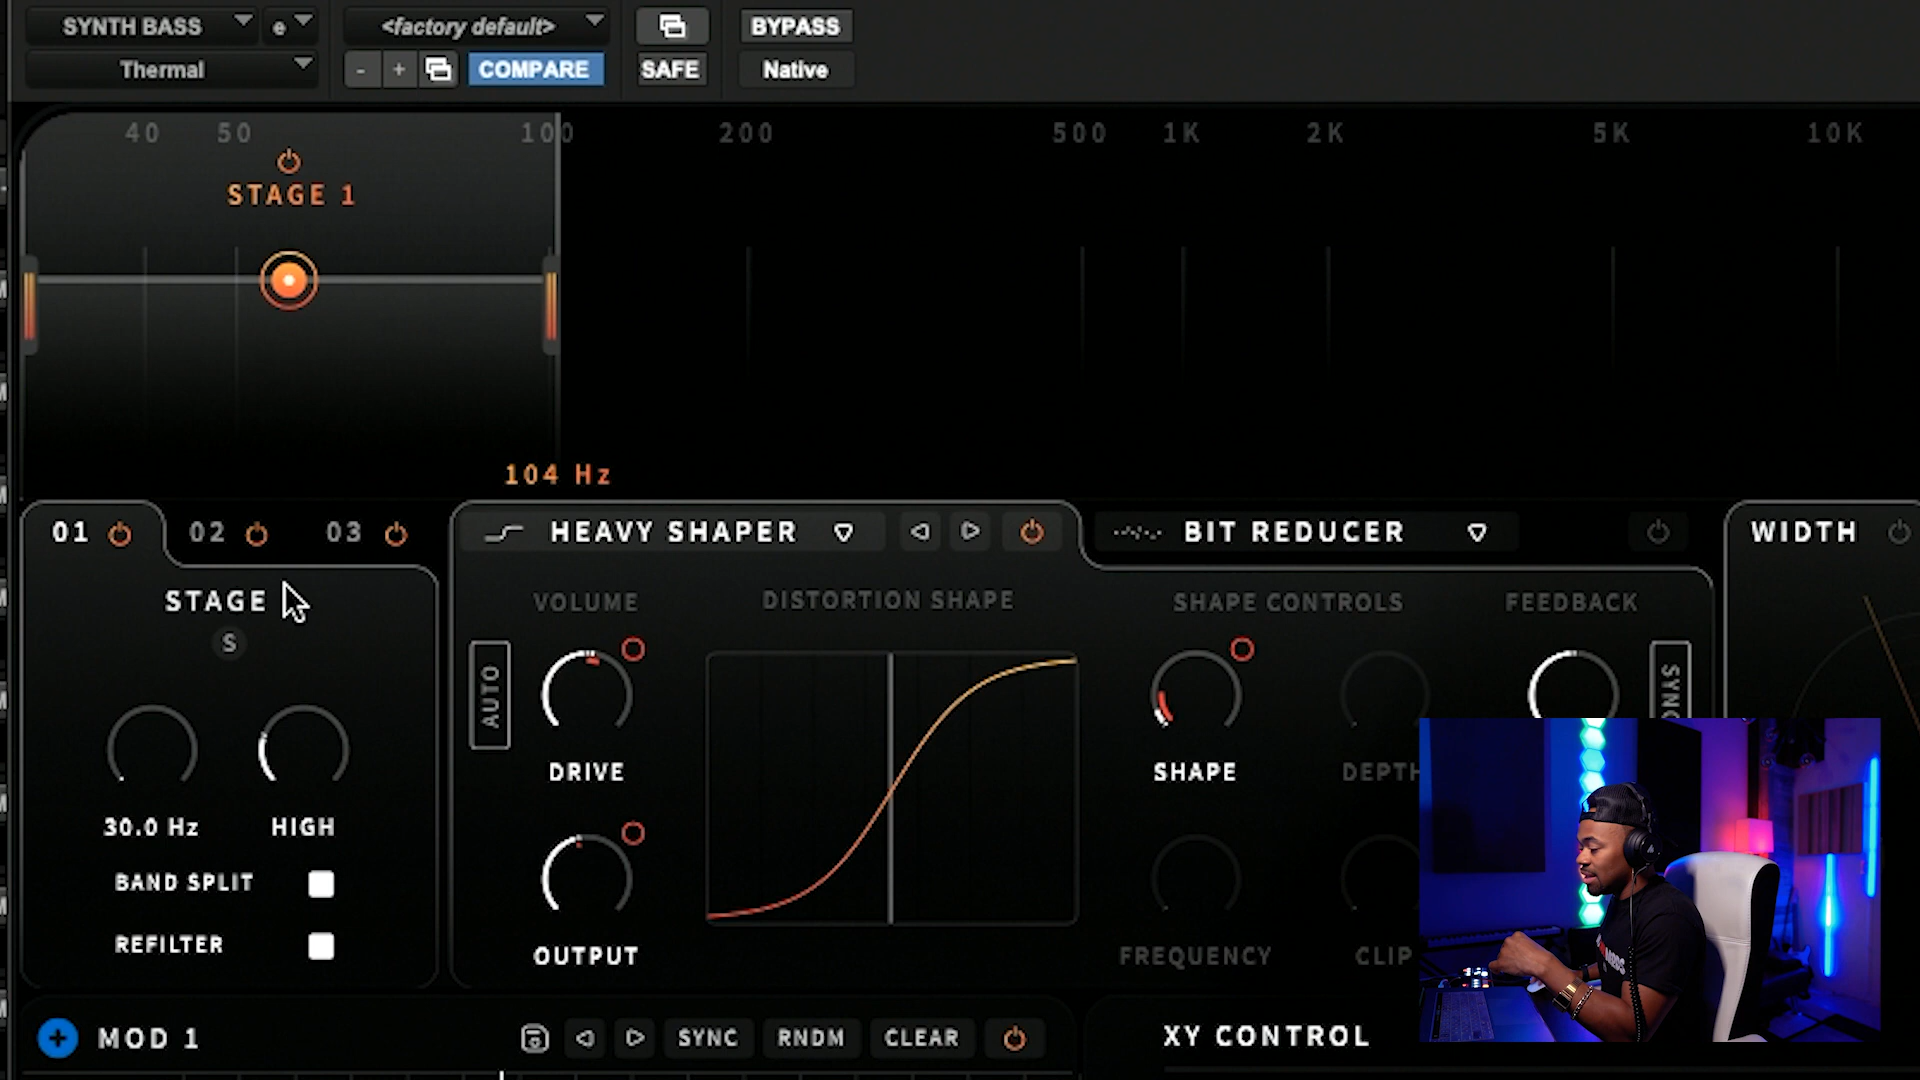 SYNTH BASS e <factory default> BYPASS
Thermal - + COMPARE SAFE Native
40 50 100 200 500 1K 2K 5K 10K
STAGE 1
104 Hz
01 02 03 HEAVY SHAPER BIT REDUCER WIDTH
STAGE VOLUME DISTORTION SHAPE SHAPE CONTROLS FEEDBACK
S
AUTO
SYNC
DRIVE SHAPE DEPTH
30.0 Hz HIGH
BAND SPLIT
REFILTER
OUTPUT FREQUENCY CLIP
MOD 1 SYNC RNDM CLEAR XY CONTROL